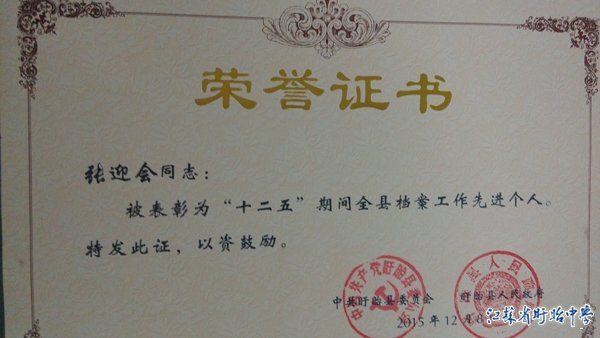 荣誉证书
张迎会同志：
被表彰为“十二五”期间全县档案工作先进个人。
特发此证，以资鼓励。
中共盱眙县委员会 盱眙县人民政府
2015年12月8
江苏省盱眙中学